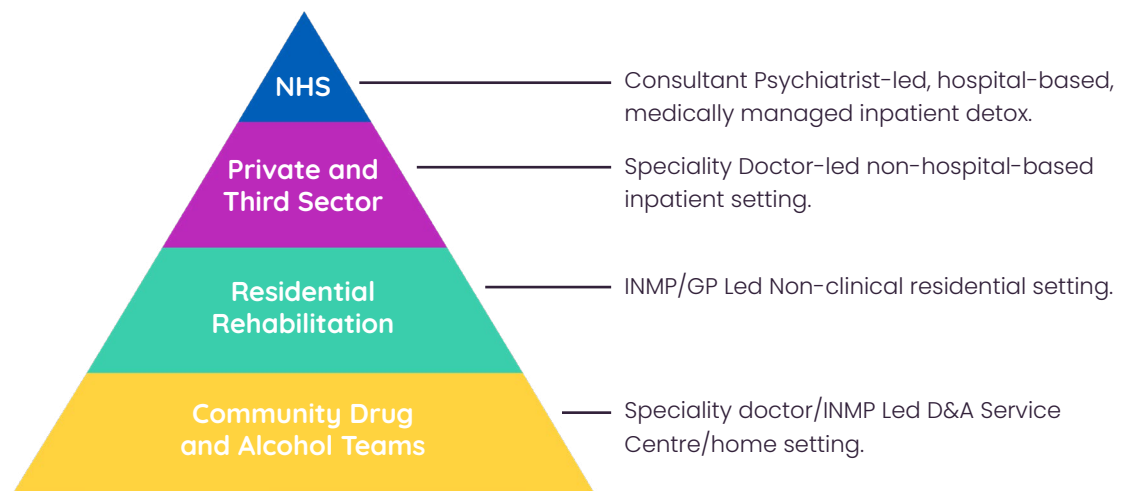 NHS
Consultant Psychiatrist-led, hospital-based,
medically managed inpatient detox.
Private and
Third Sector
Speciality Doctor-led non-hospital-based
inpatient setting.
Residential
Rehabilitation
INMP/GP Led Non-clinical residential setting.
Community Drug
and Alcohol Teams
Speciality doctor/INMP Led D&A Service
Centre/home setting.